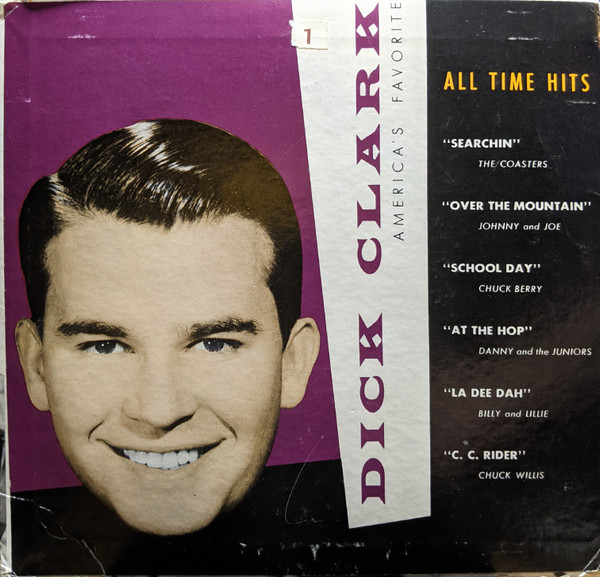 1
DICK CLARK
AMERICA'S FAVORITE
ALL TIME HITS
"SEARCHIN"
THE COASTERS
"OVER THE MOUNTAIN"
JOHNNY and JOE
"SCHOOL DAY"
CHUCK BERRY
"AT THE HOP"
DANNY and the JUNIORS
"LA DEE DAH"
BILLY and LILLIE
"C. C. RIDER"
CHUCK WILLIS